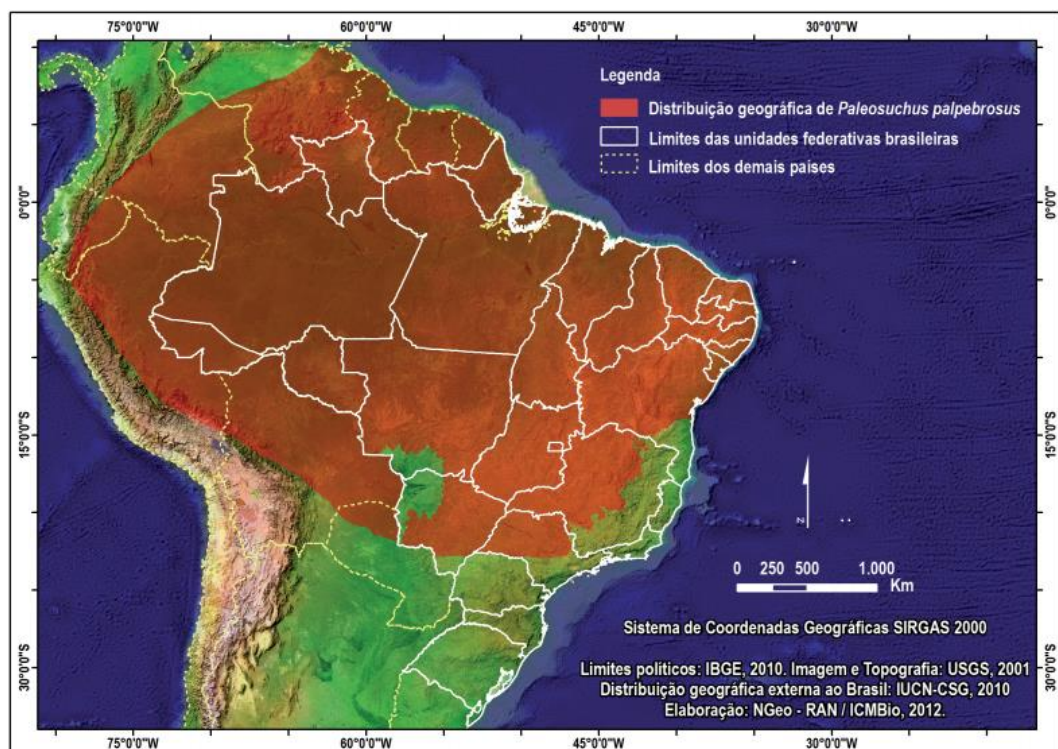 75°0'0"W 60°0'0"W 45°0'0"W 30°0'0"W
Legenda
Distribuição geográfica de Paleosuchus palpebrosus
Limites das unidades federativas brasileiras
Limites dos demais países
0°0'0" 0°0'0"
15°0'0"S 15°0'0"S
N
0 250 500 1.000
Km
Sistema de Coordenadas Geográficas SIRGAS 2000
30°0'0"S 30°0'0"S
Limites políticos: IBGE, 2010. Imagem e Topografia: USGS, 2001
Distribuição geográfica externa ao Brasil: IUCN-CSG, 2010
Elaboração: NGeo - RAN / ICMBio, 2012.
75°0'0"W 60°0'0"W 45°0'0"W 30°0'0"W